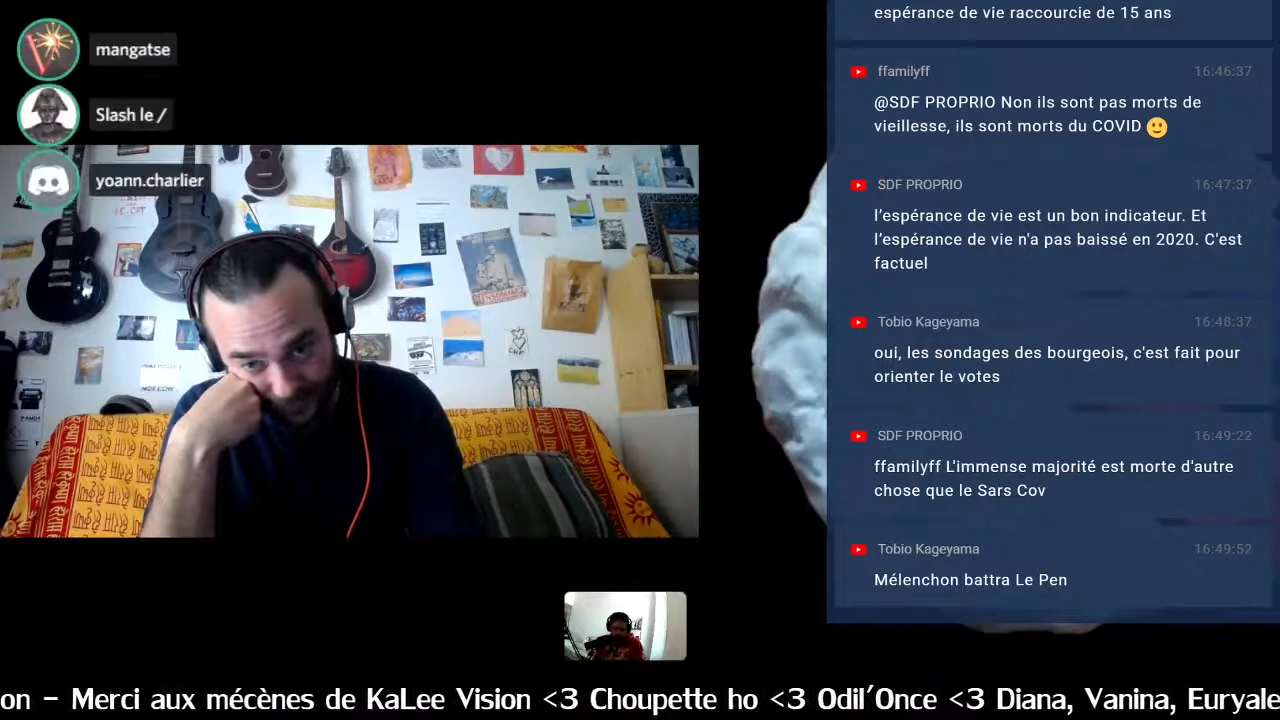 mangatse
Slash le /
yoann.charlier
espérance de vie raccourcie de 15 ans
ffamilyff 16:46:37
@SDF PROPRIO Non ils sont pas morts de
vieillesse, ils sont morts du COVID 🙂
SDF PROPRIO 16:47:37
l'espérance de vie est un bon indicateur. Et
l'espérance de vie n'a pas baissé en 2020. C'est
factuel
Tobio Kageyama 16:48:37
oui, les sondages des bourgeois, c'est fait pour
orienter le votes
SDF PROPRIO 16:49:22
ffamilyff L'immense majorité est morte d'autre
chose que le Sars Cov
Tobio Kageyama 16:49:52
Mélenchon battra Le Pen
on - Merci aux mécènes de KaLee Vision <3 Choupette ho <3 Odil'Once <3 Diana, Vanina, Euryale